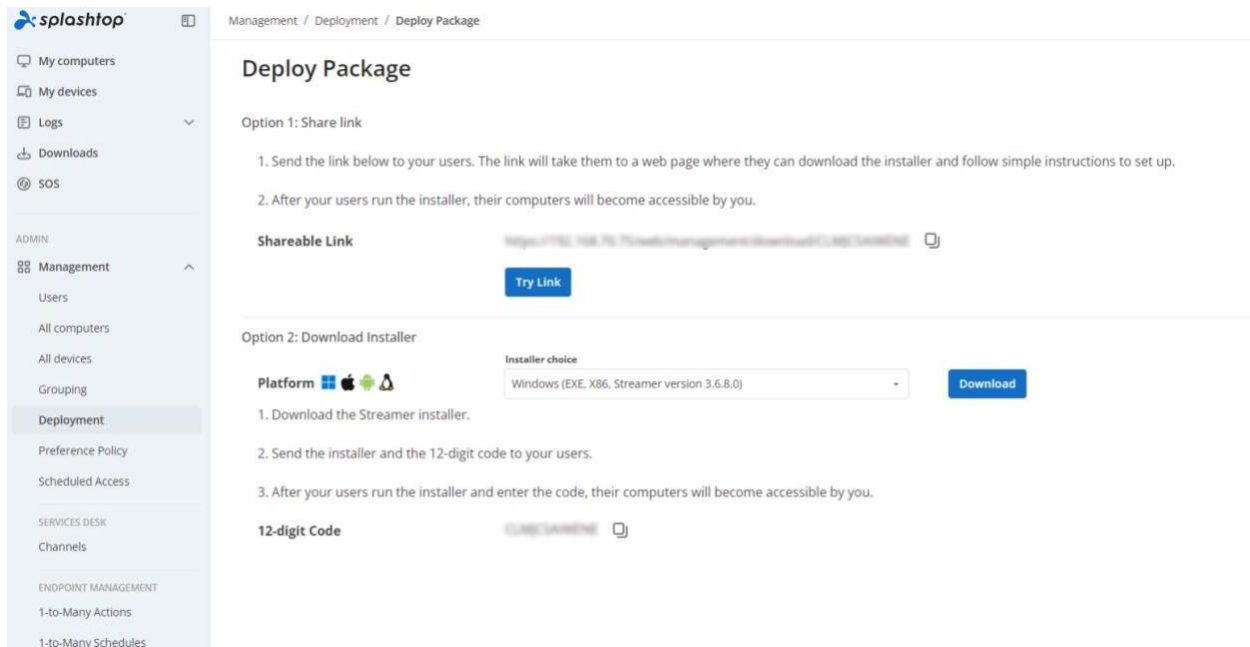 splashtop
Management / Deployment / Deploy Package
My computers
My devices
Logs
Downloads
SOS
ADMIN
Management
Users
All computers
All devices
Grouping
Deployment
Preference Policy
Scheduled Access
SERVICES DESK
Channels
ENDPOINT MANAGEMENT
1-to-Many Actions
1-to-Many Schedules
Deploy Package
Option 1: Share link
1. Send the link below to your users. The link will take them to a web page where they can download the installer and follow simple instructions to set up.
2. After your users run the installer, their computers will become accessible by you.
Shareable Link
Try Link
Option 2: Download Installer
Installer choice
Platform
Windows (EXE, X86, Streamer version 3.6.8.0)
Download
1. Download the Streamer installer.
2. Send the installer and the 12-digit code to your users.
3. After your users run the installer and enter the code, their computers will become accessible by you.
12-digit Code